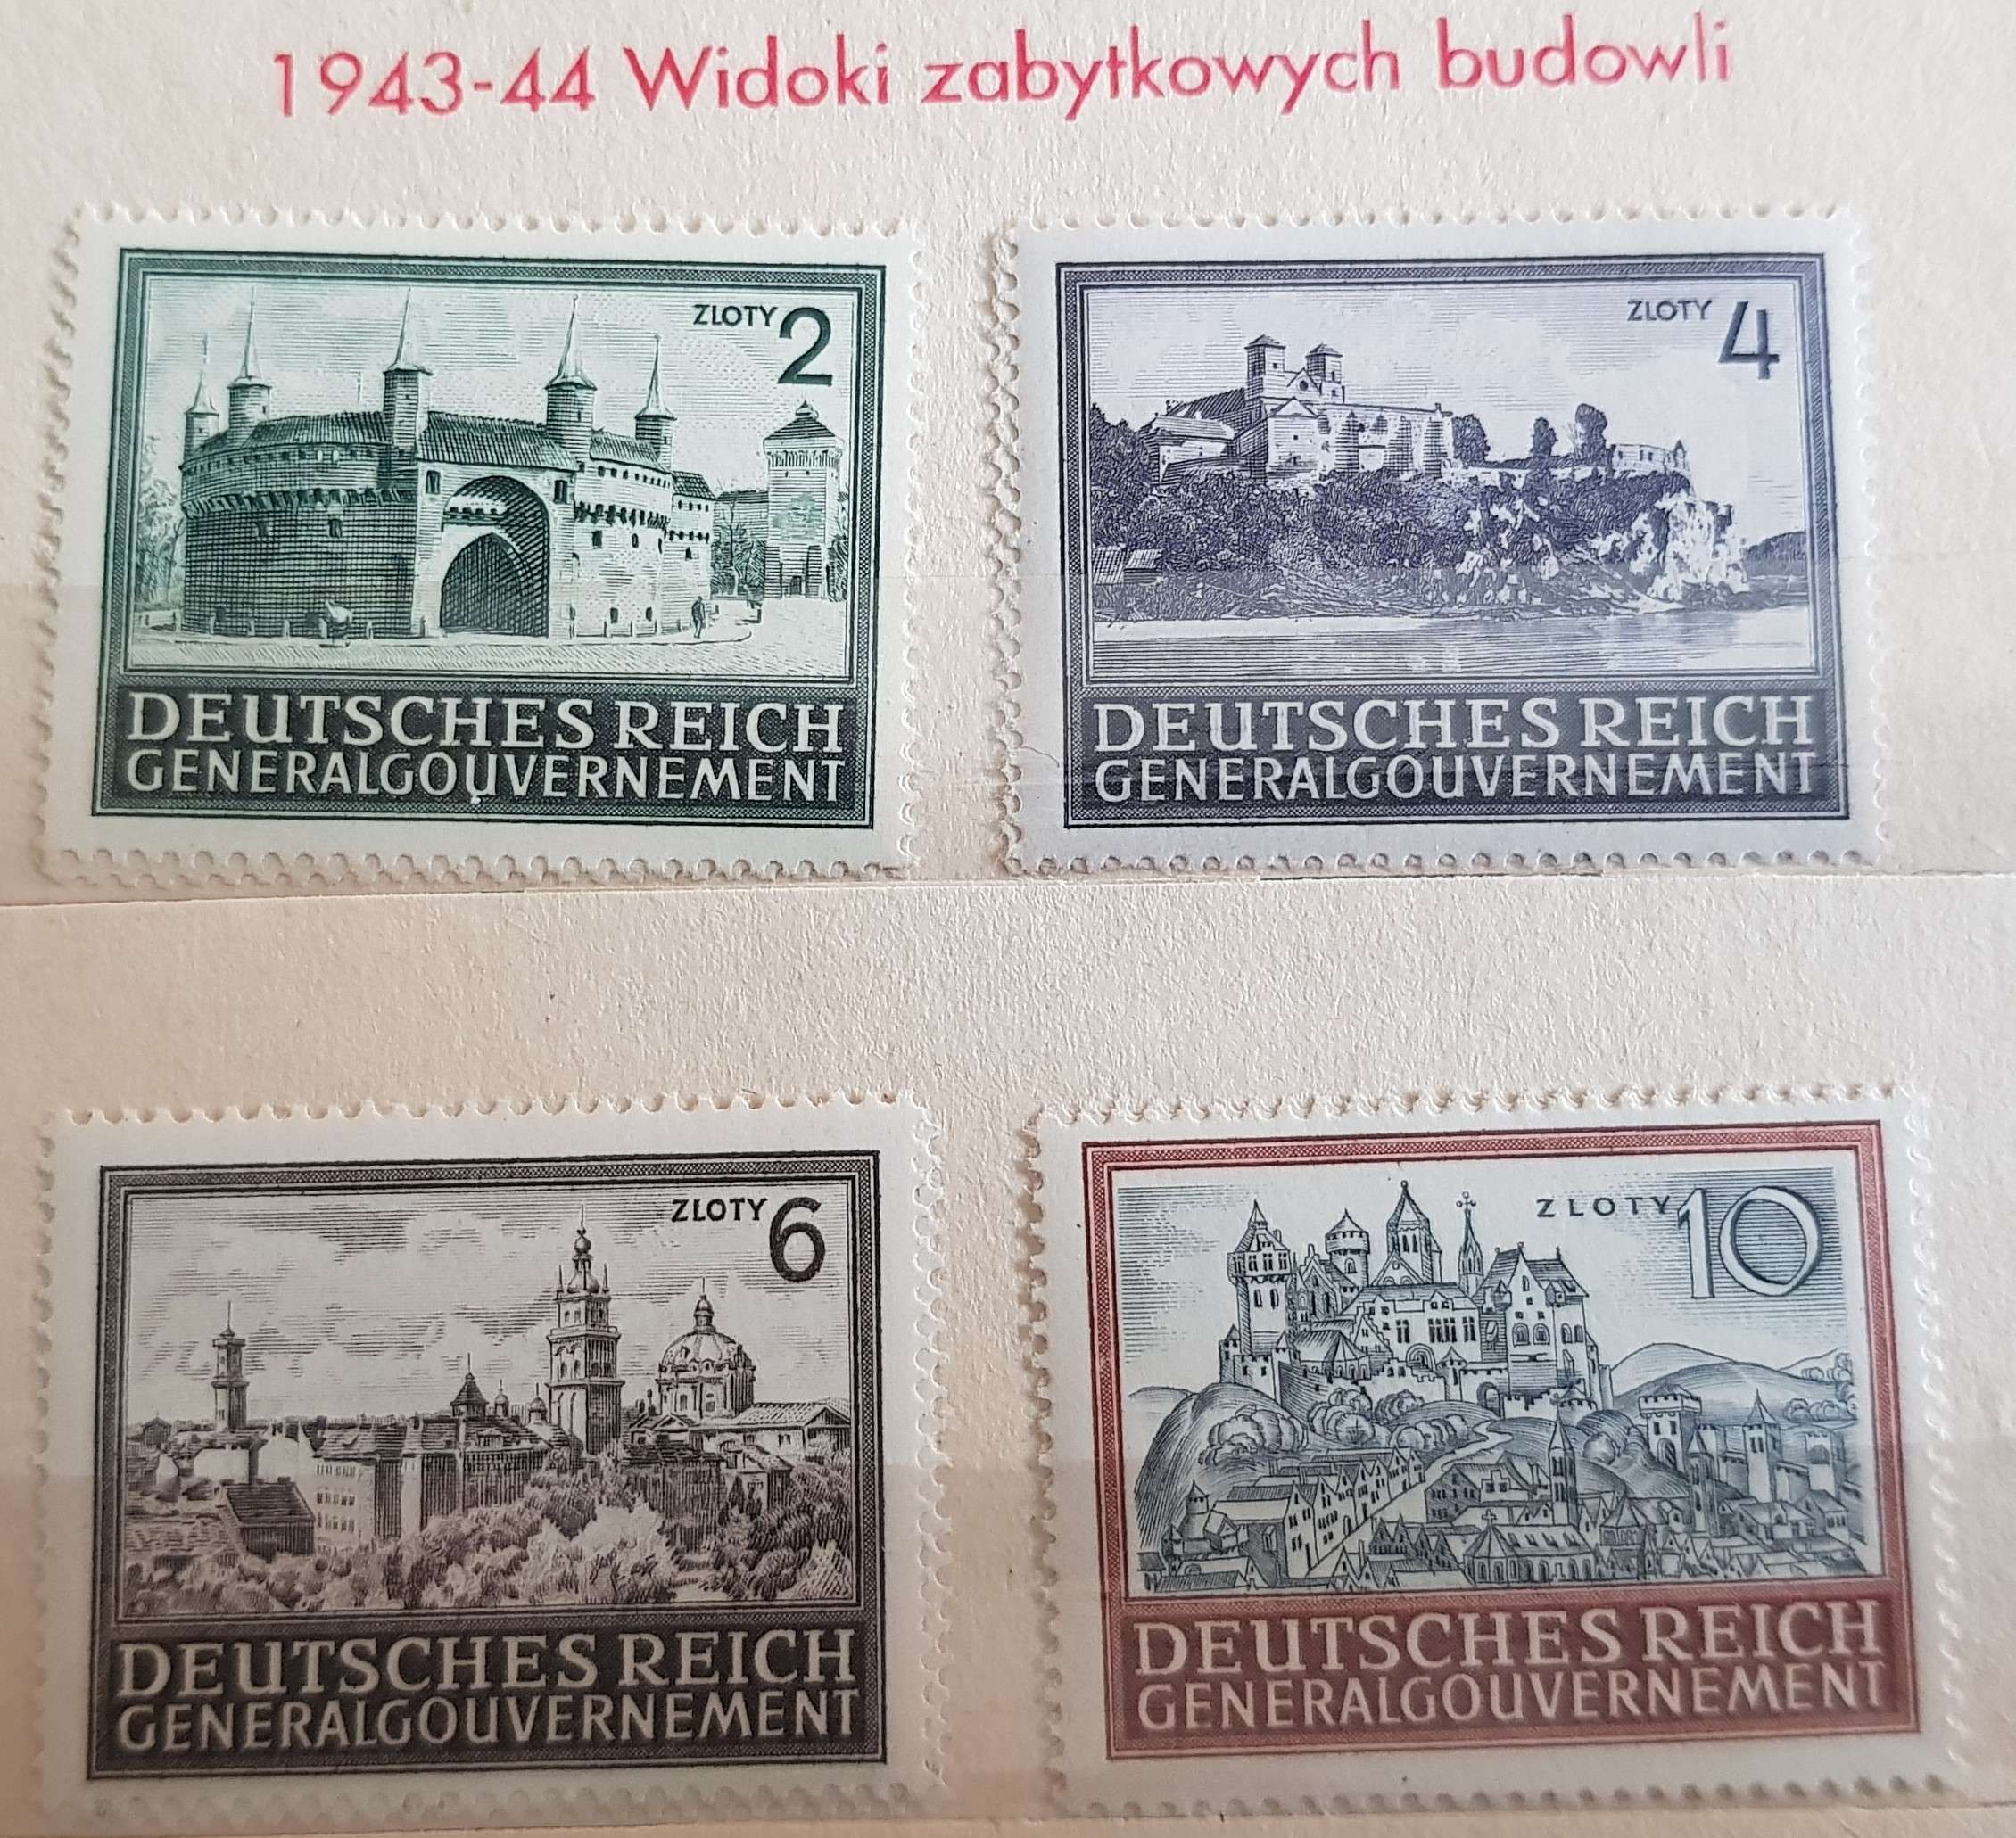 1943-44 Widoki zabytkowych budowli
ZLOTY 2
DEUTSCHES REICH
GENERALGOUVERNEMENT
ZLOTY 4
DEUTSCHES REICH
GENERALGOUVERNEMENT
ZLOTY 6
DEUTSCHES REICH
GENERALGOUVERNEMENT
ZLOTY 10
DEUTSCHES REICH
GENERALGOUVERNEMENT